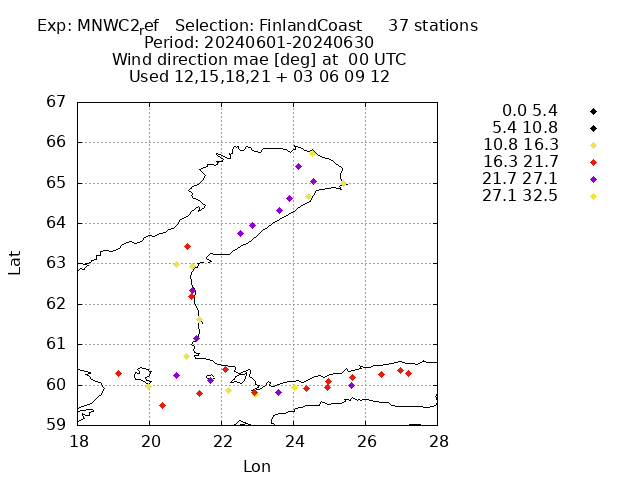 Exp: MNWC2ref Selection: FinlandCoast 37 stations
Period: 20240601-20240630
Wind direction mae [deg] at 00 UTC
Used 12,15,18,21 + 03 06 09 12
67
66
65
64
63
62
61
60
59
18 20 22 24 26 28
Lat
Lon
0.0 5.4
5.4 10.8
10.8 16.3
16.3 21.7
21.7 27.1
27.1 32.5